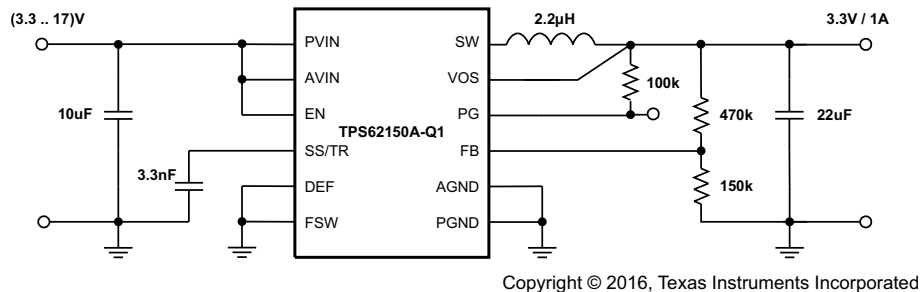 (3.3 .. 17)V
2.2µH
3.3V / 1A
PVIN
SW
AVIN
VOS
100k
10uF
EN
PG
470k
22uF
TPS62150A-Q1
SS/TR
FB
3.3nF
DEF
AGND
150k
FSW
PGND
Copyright © 2016, Texas Instruments Incorporated